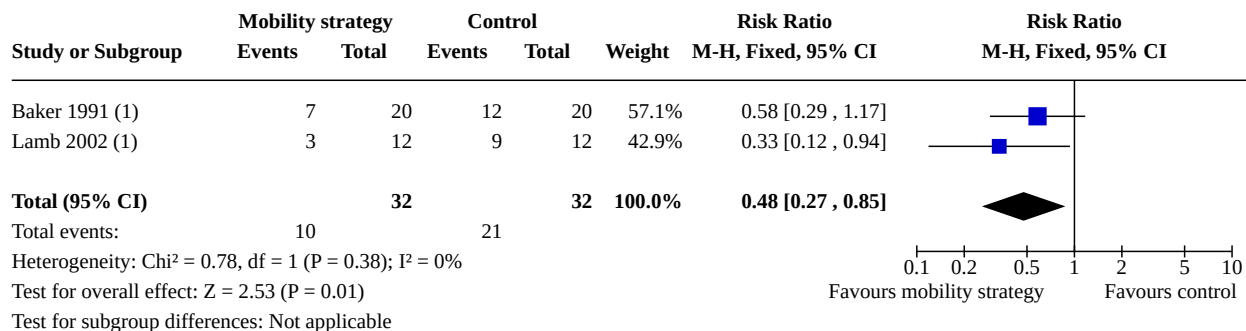 Mobility strategy Control Risk Ratio Risk Ratio
Study or Subgroup Events Total Events Total Weight M-H, Fixed, 95% CI M-H, Fixed, 95% CI
Baker 1991 (1) 7 20 12 20 57.1% 0.58 [0.29 , 1.17]
Lamb 2002 (1) 3 12 9 12 42.9% 0.33 [0.12 , 0.94]
Total (95% CI) 32 32 100.0% 0.48 [0.27 , 0.85]
Total events: 10 21
Heterogeneity: Chi² = 0.78, df = 1 (P = 0.38); I² = 0%
0.1 0.2 0.5 1 2 5 10
Test for overall effect: Z = 2.53 (P = 0.01) Favours mobility strategy Favours control
Test for subgroup differences: Not applicable